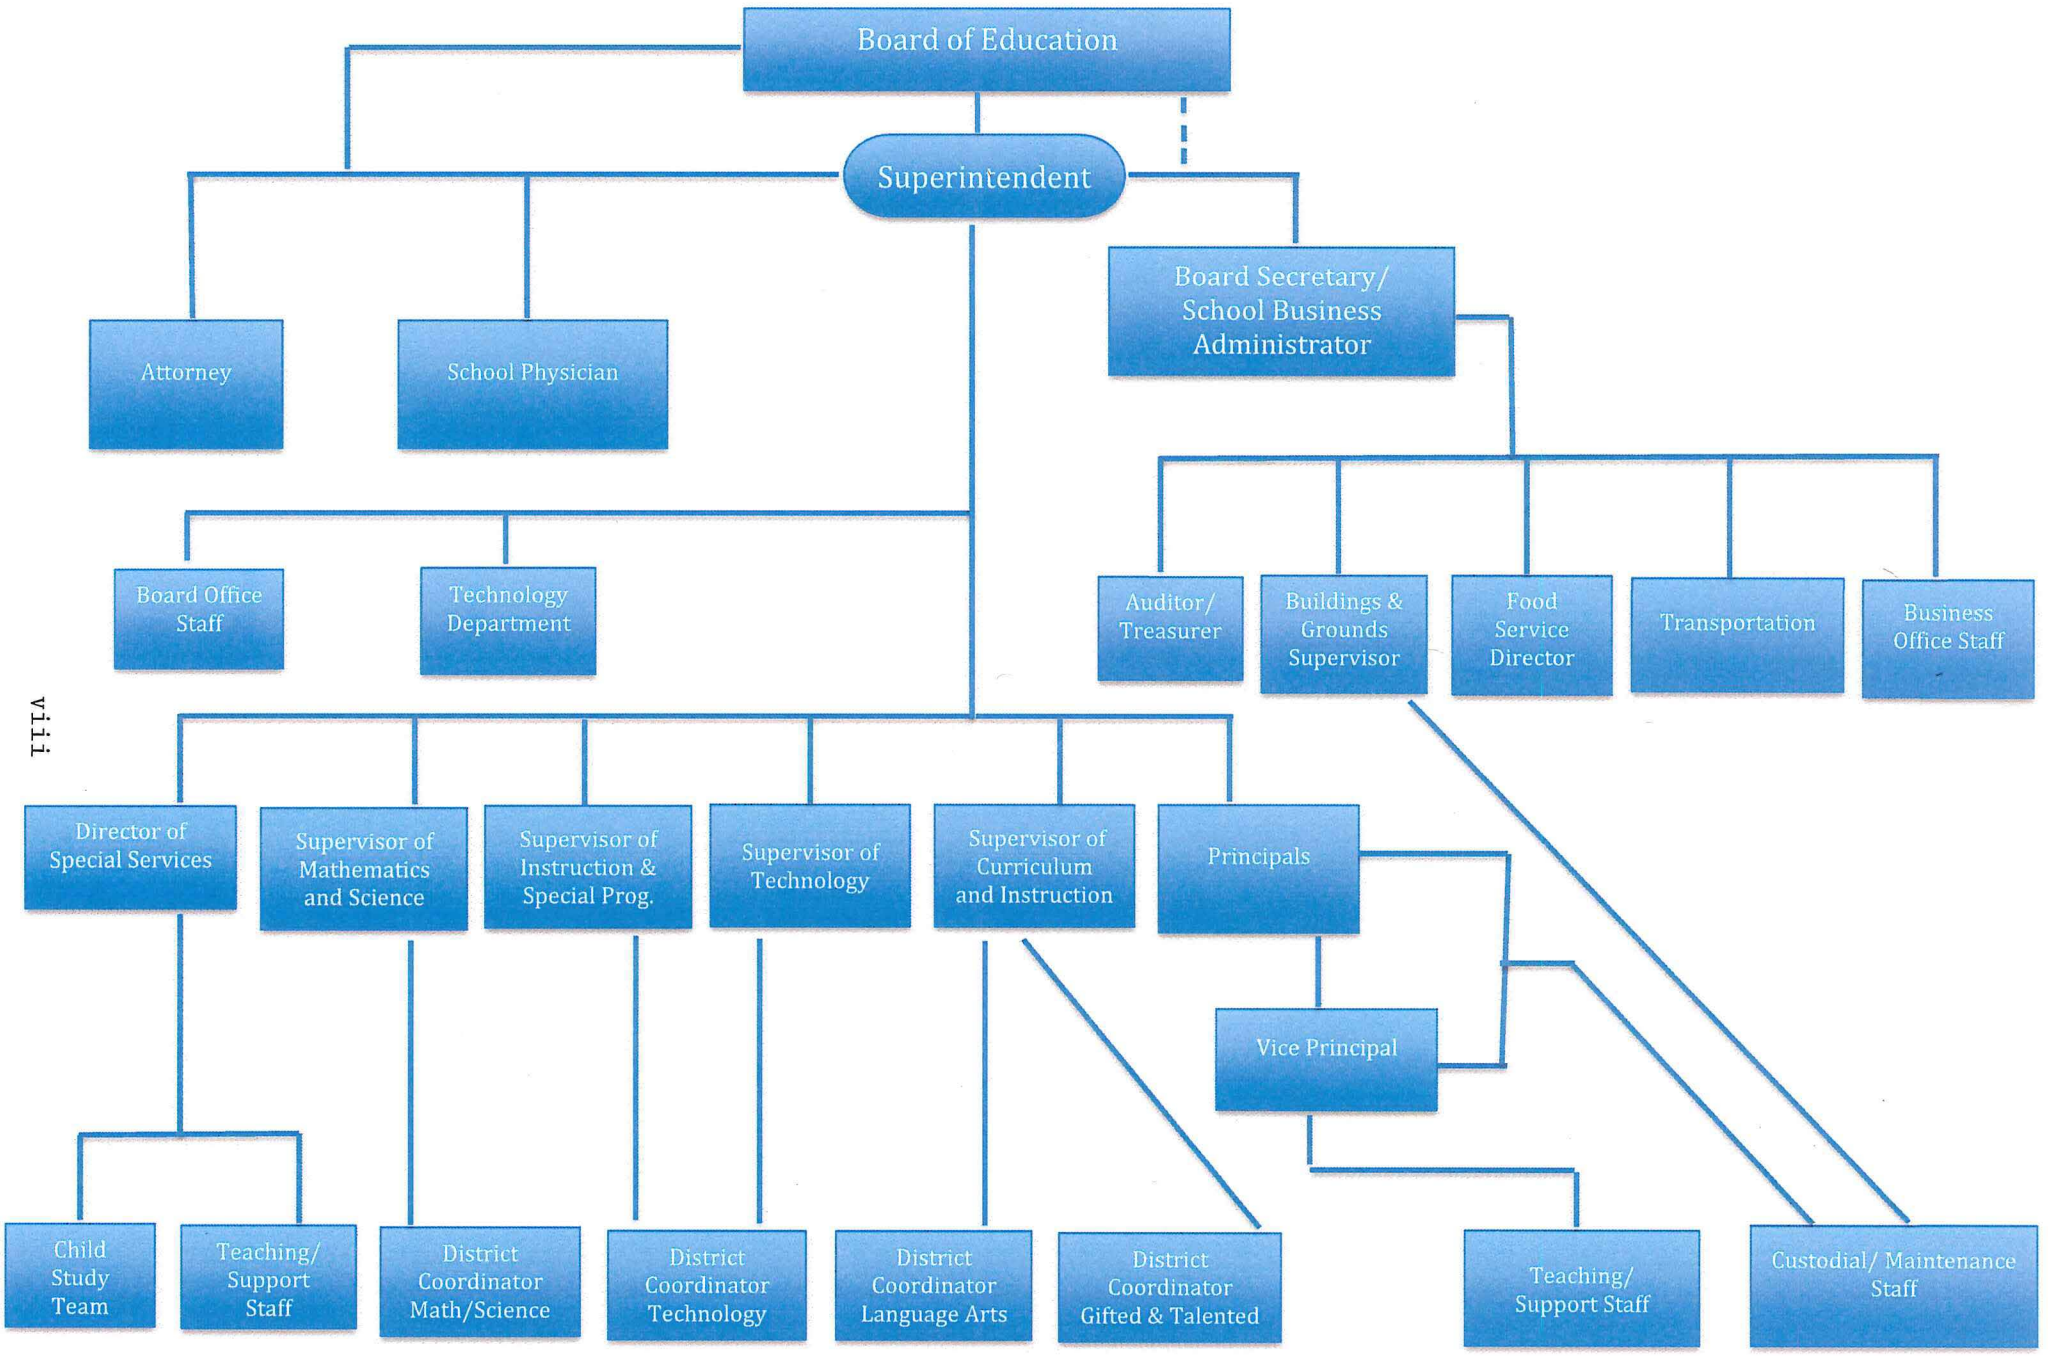 Board of Education
Superintendent
Board Secretary/
School Business
Administrator
Attorney
School Physician
Board Office
Staff
Technology
Department
Auditor/
Treasurer
Buildings &
Grounds
Supervisor
Food
Service
Director
Transportation
Business
Office Staff
viii
Director of
Special Services
Supervisor of
Mathematics
and Science
Supervisor of
Instruction &
Special Prog.
Supervisor of
Technology
Supervisor of
Curriculum
and Instruction
Principals
Vice Principal
Child
Study
Team
Teaching/
Support
Staff
District
Coordinator
Math/Science
District
Coordinator
Technology
District
Coordinator
Language Arts
District
Coordinator
Gifted & Talented
Teaching/
Support Staff
Custodial/ Maintenance
Staff